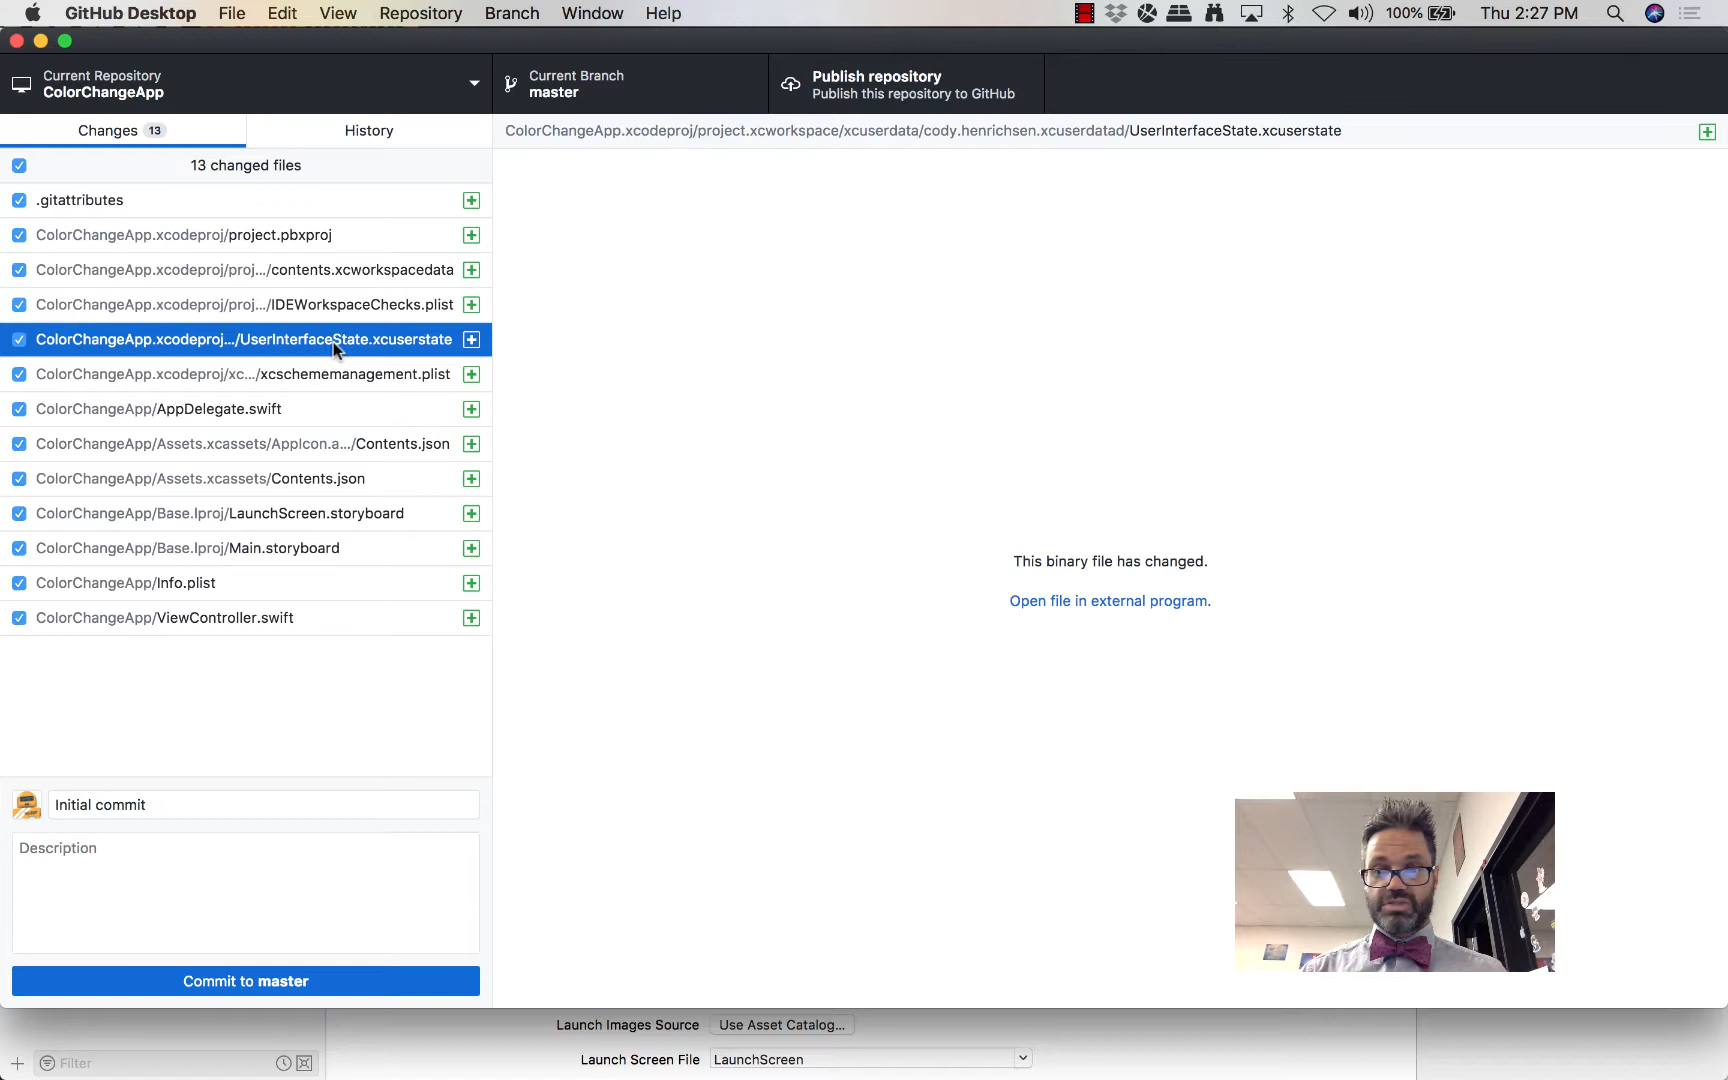 GitHub Desktop File Edit View Repository Branch Window Help 100% Thu 2:27 PM
Current Repository
ColorChangeApp
Current Branch
master
Publish repository
Publish this repository to GitHub
Changes 13
History
ColorChangeApp.xcodeproj/project.xcworkspace/xcuserdata/cody.henrichsen.xcuserdatad/UserInterfaceState.xcuserstate
13 changed files
.gitattributes
ColorChangeApp.xcodeproj/project.pbxproj
ColorChangeApp.xcodeproj/proj.../contents.xcworkspacedata
ColorChangeApp.xcodeproj/proj.../IDEWorkspaceChecks.plist
ColorChangeApp.xcodeproj.../UserInterfaceState.xcuserstate
ColorChangeApp.xcodeproj/xc.../xcschememanagement.plist
ColorChangeApp/AppDelegate.swift
ColorChangeApp/Assets.xcassets/AppIcon.a.../Contents.json
ColorChangeApp/Assets.xcassets/Contents.json
ColorChangeApp/Base.lproj/LaunchScreen.storyboard
ColorChangeApp/Base.lproj/Main.storyboard
ColorChangeApp/Info.plist
ColorChangeApp/ViewController.swift
This binary file has changed.
Open file in external program.
Initial commit
Description
Commit to master
Launch Images Source Use Asset Catalog...
Filter
Launch Screen File LaunchScreen